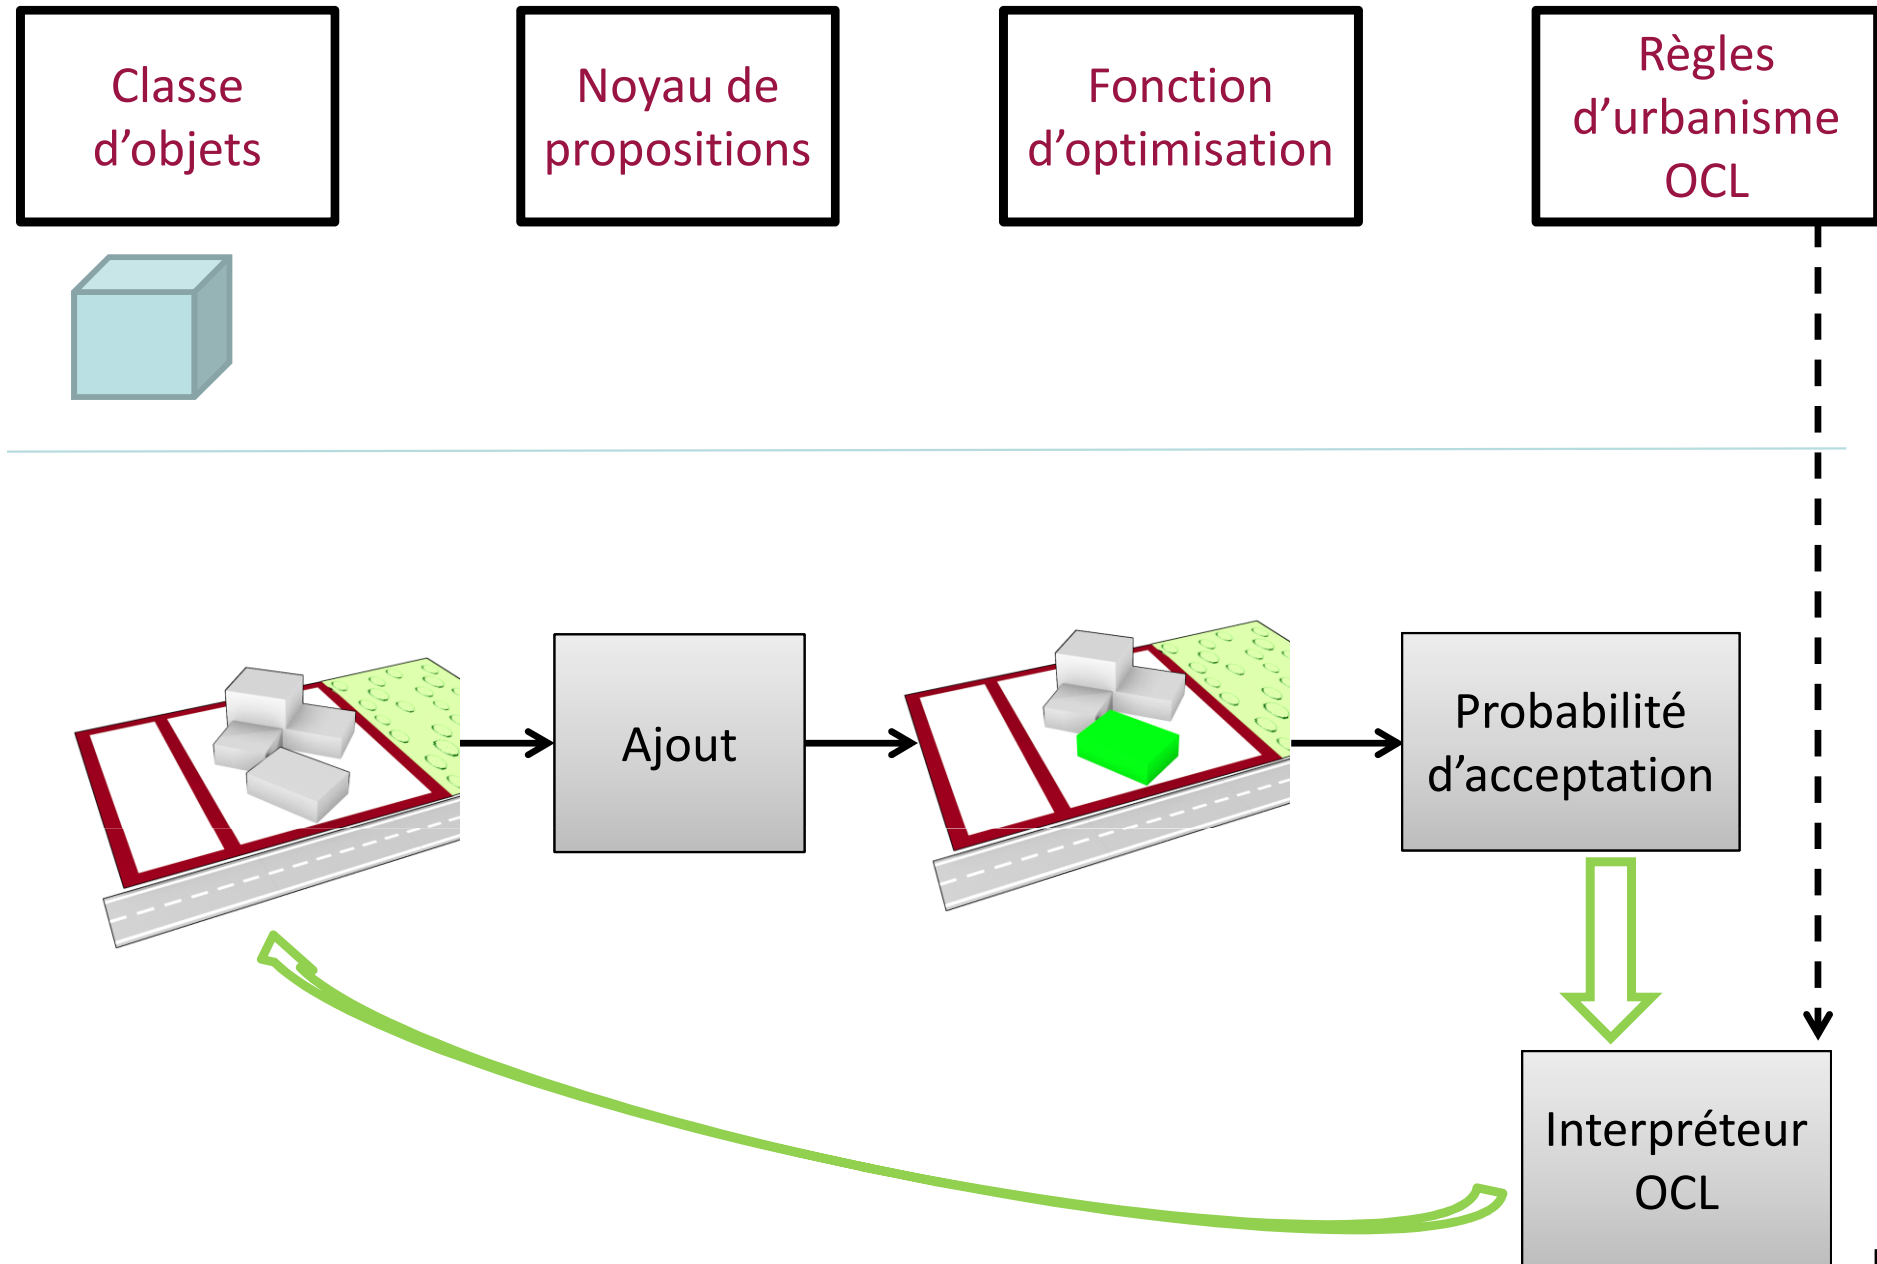 Classe
d’objets
Noyau de
propositions
Fonction
d’optimisation
Règles
d’urbanisme
OCL
Ajout
Probabilité
d’acceptation
Interpréteur
OCL